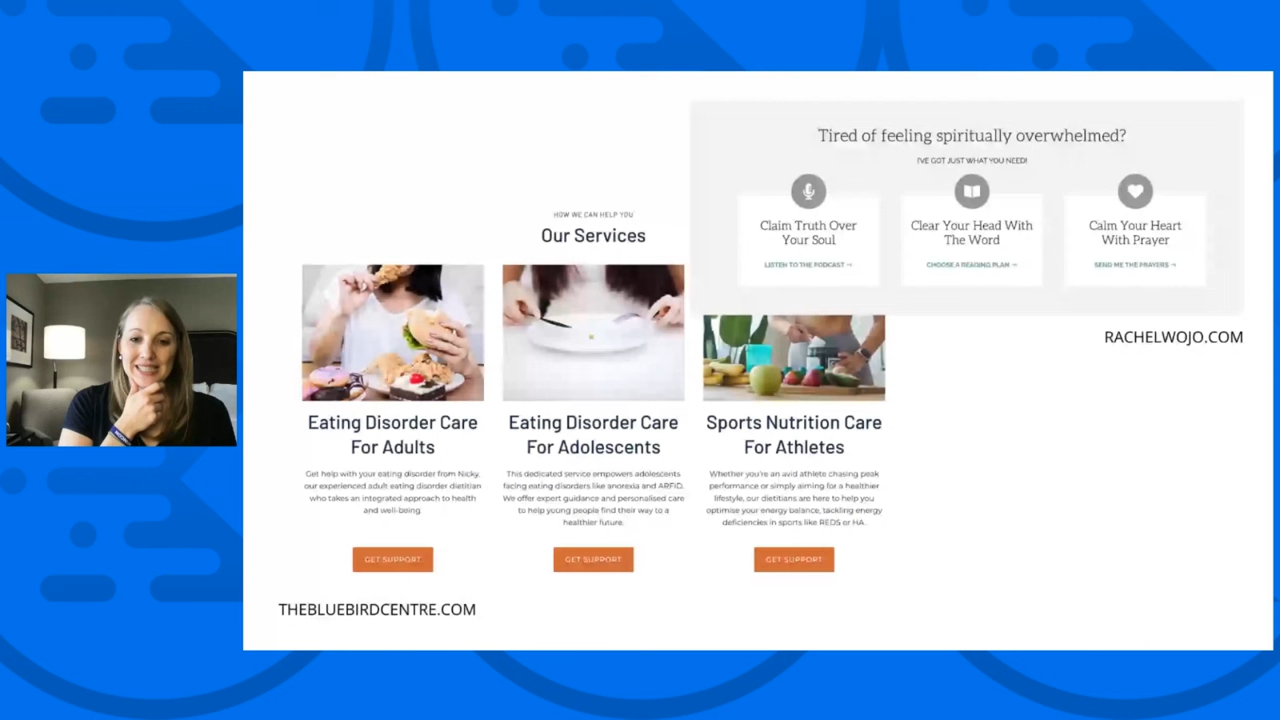 Tired of feeling spiritually overwhelmed?
I'VE GOT JUST WHAT YOU NEED!
Claim Truth Over
Your Soul
LISTEN TO THE PODCAST →
Clear Your Head With
The Word
CHOOSE A READING PLAN →
Calm Your Heart
With Prayer
SEND ME THE PRAYERS →
RACHELWOJO.COM
HOW WE CAN HELP YOU
Our Services
Eating Disorder Care
For Adults
Get help with your eating disorder from Nicky,
our experienced adult eating disorder dietitian
who takes an integrated approach to health
and well-being.
GET SUPPORT
Eating Disorder Care
For Adolescents
This dedicated service empowers adolescents
facing eating disorders like anorexia and ARFID.
We offer expert guidance and personalised care
to help young people find their way to a
healthier future.
GET SUPPORT
Sports Nutrition Care
For Athletes
Whether you're an avid athlete chasing peak
performance or simply aiming for a healthier
lifestyle, our dietitians are here to help you
optimise your energy balance, tackling energy
deficiencies in sports like REDS or HA.
GET SUPPORT
THEBLUEBIRDCENTRE.COM